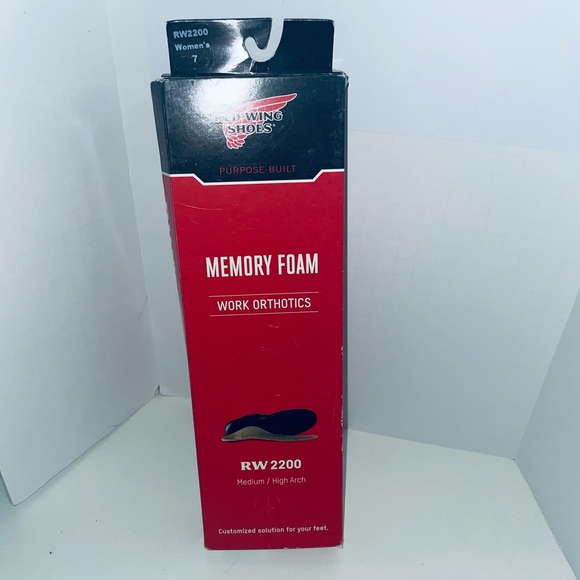 RW2200
Women's
7
RED WING
SHOES
PURPOSE-BUILT
MEMORY FOAM
WORK ORTHOTICS
RW 2200
Medium / High Arch
Customized solution for your feet.